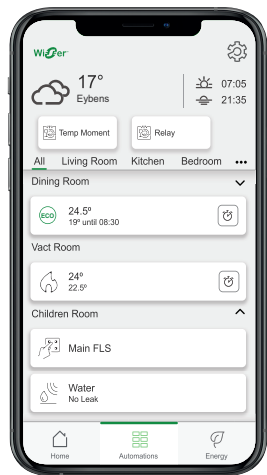 Wiser
17°
Eybens
07:05
21:35
Temp Moment
Relay
All Living Room Kitchen Bedroom •••
Dining Room
ECO
24.5°
19° until 08:30
Vact Room
24°
22.5°
Children Room
Main FLS
Water
No Leak
Home Automations Energy